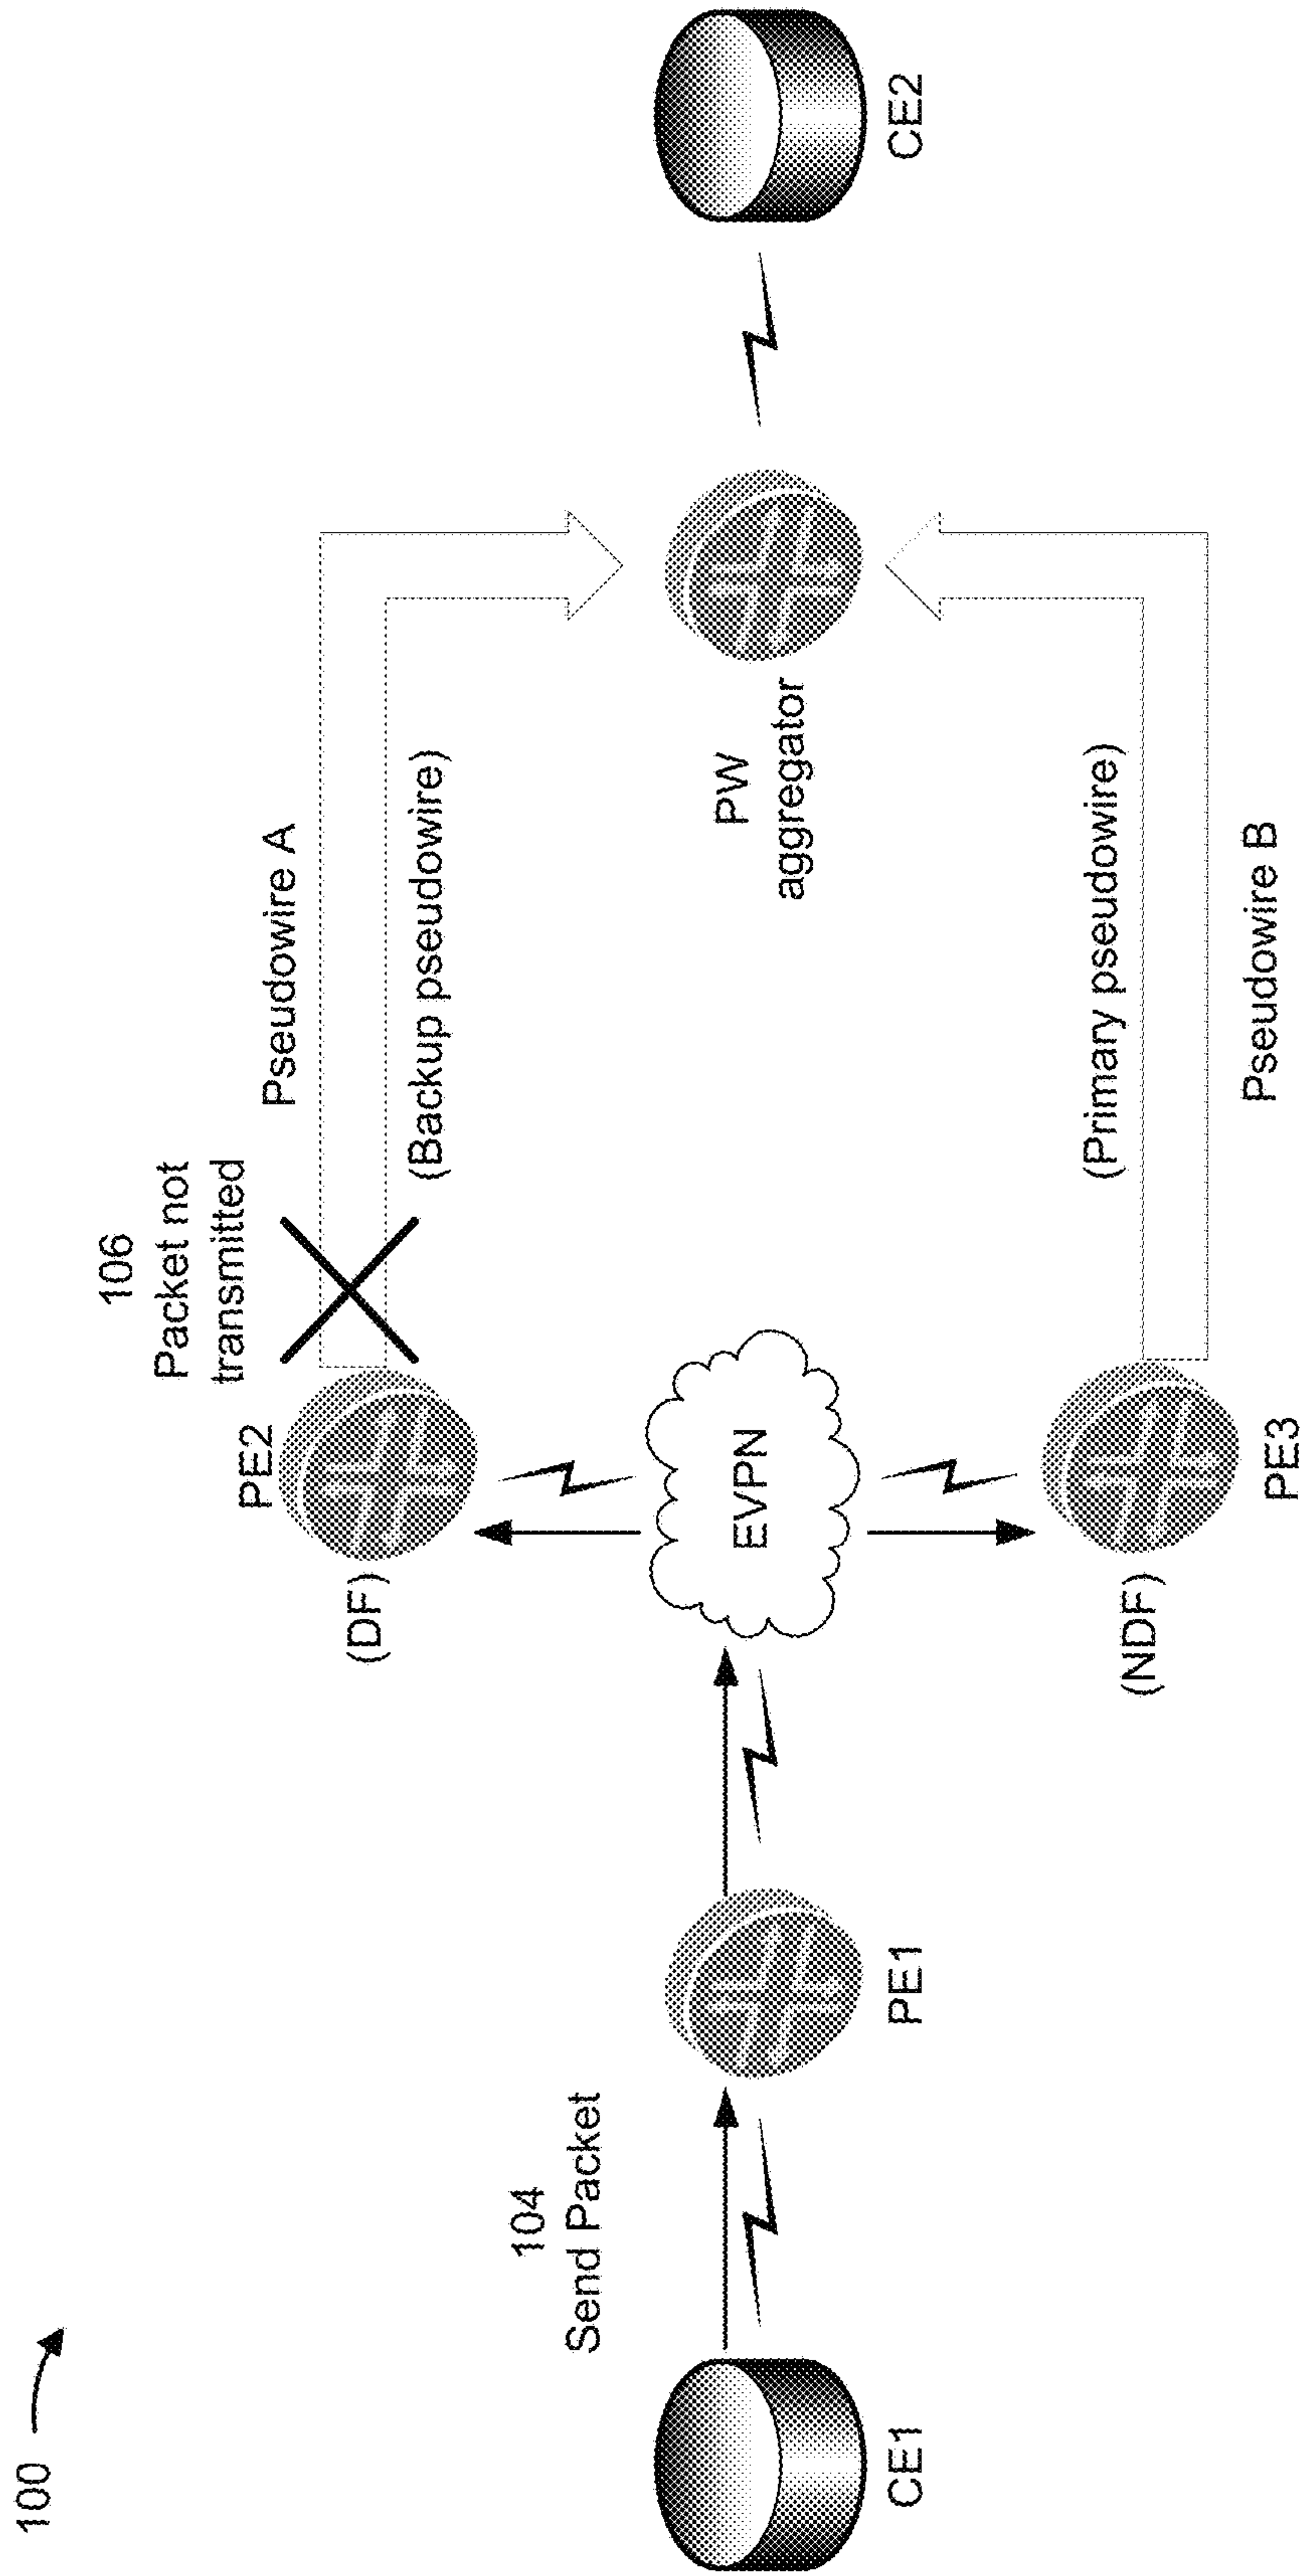 100
104
Send Packet
CE1
PE1
EVPN
PE2
(DF)
106
Packet not
transmitted
Pseudowire A
(Backup pseudowire)
PE3
(NDF)
(Primary pseudowire)
Pseudowire B
PW
aggregator
CE2